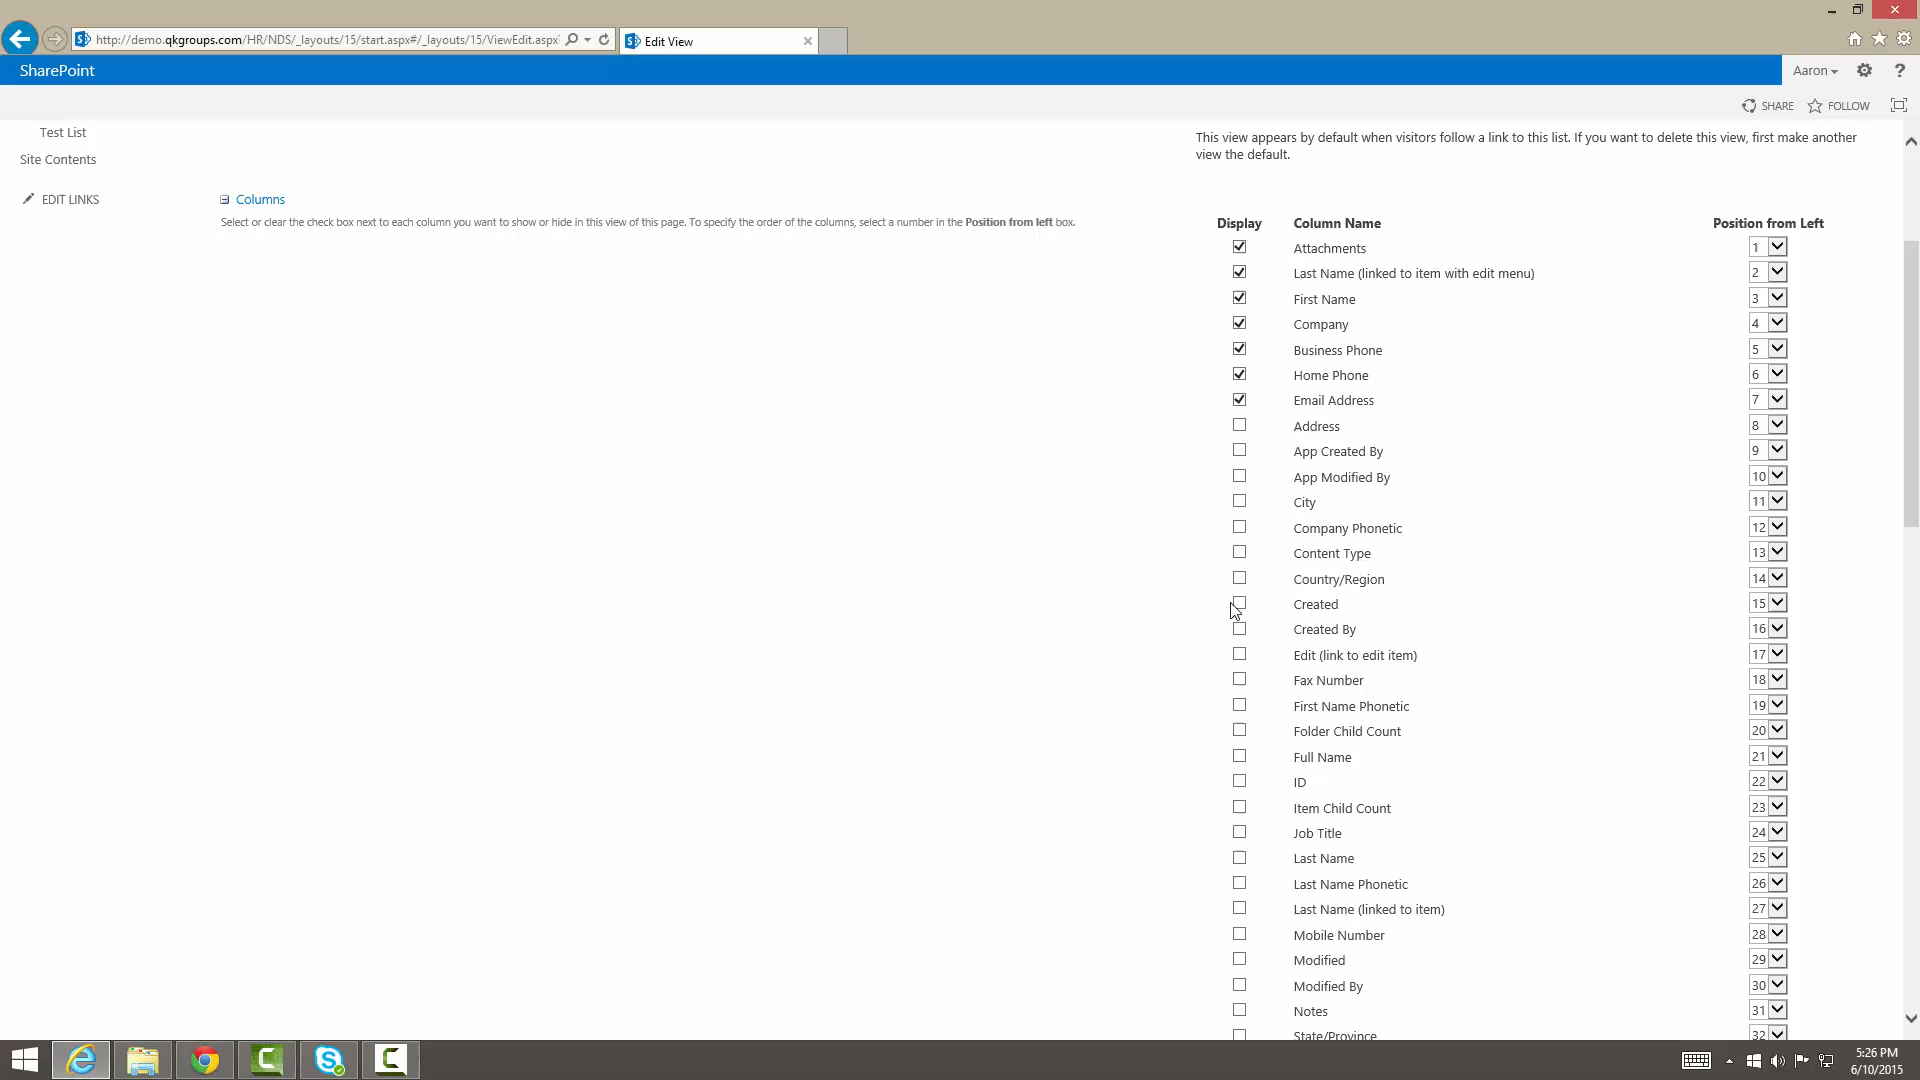 http://demo.qkgroups.com/HR/NDS/_layouts/15/start.aspx#/_layouts/15/ViewEdit.aspx
Edit View
SharePoint
Aaron
?
SHARE
FOLLOW
Test List
Site Contents
EDIT LINKS
This view appears by default when visitors follow a link to this list. If you want to delete this view, first make another
view the default.
Columns
Select or clear the check box next to each column you want to show or hide in this view of this page. To specify the order of the columns, select a number in the Position from left box.
Display Column Name Position from Left
Attachments 1
Last Name (linked to item with edit menu) 2
First Name 3
Company 4
Business Phone 5
Home Phone 6
Email Address 7
Address 8
App Created By 9
App Modified By 10
City 11
Company Phonetic 12
Content Type 13
Country/Region 14
Created 15
Created By 16
Edit (link to edit item) 17
Fax Number 18
First Name Phonetic 19
Folder Child Count 20
Full Name 21
ID 22
Item Child Count 23
Job Title 24
Last Name 25
Last Name Phonetic 26
Last Name (linked to item) 27
Mobile Number 28
Modified 29
Modified By 30
Notes 31
State/Province 32
5:26 PM
6/10/2015